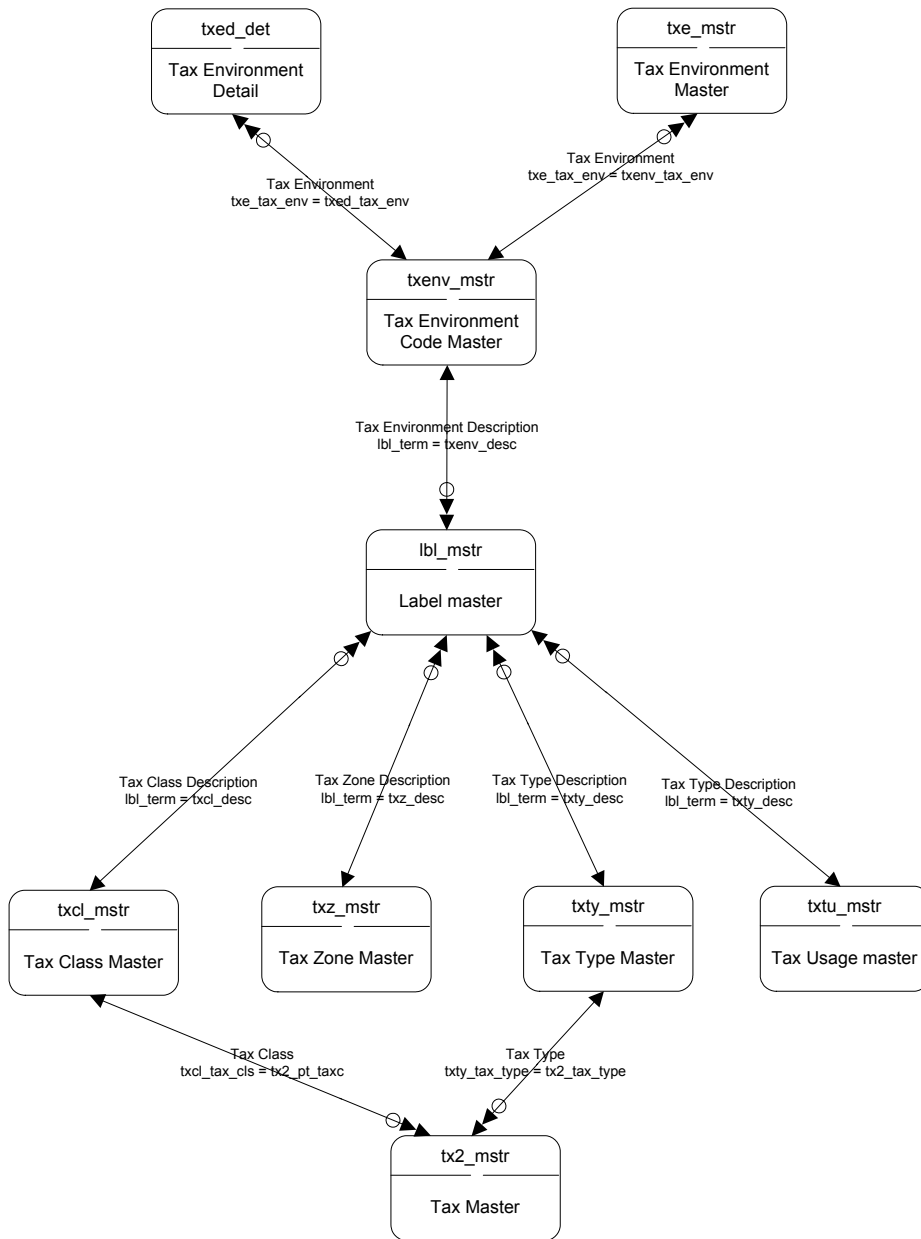 txed_det
Tax Environment
Detail
txe_mstr
Tax Environment
Master
Tax Environment
txe_tax_env = txed_tax_env
Tax Environment
txe_tax_env = txenv_tax_env
txenv_mstr
Tax Environment
Code Master
Tax Environment Description
lbl_term = txenv_desc
lbl_mstr
Label master
Tax Class Description
lbl_term = txcl_desc
Tax Zone Description
lbl_term = txz_desc
Tax Type Description
lbl_term = txty_desc
Tax Type Description
lbl_term = txty_desc
txcl_mstr
Tax Class Master
txz_mstr
Tax Zone Master
txty_mstr
Tax Type Master
txtu_mstr
Tax Usage master
Tax Class
txcl_tax_cls = tx2_pt_taxc
Tax Type
txty_tax_type = tx2_tax_type
tx2_mstr
Tax Master